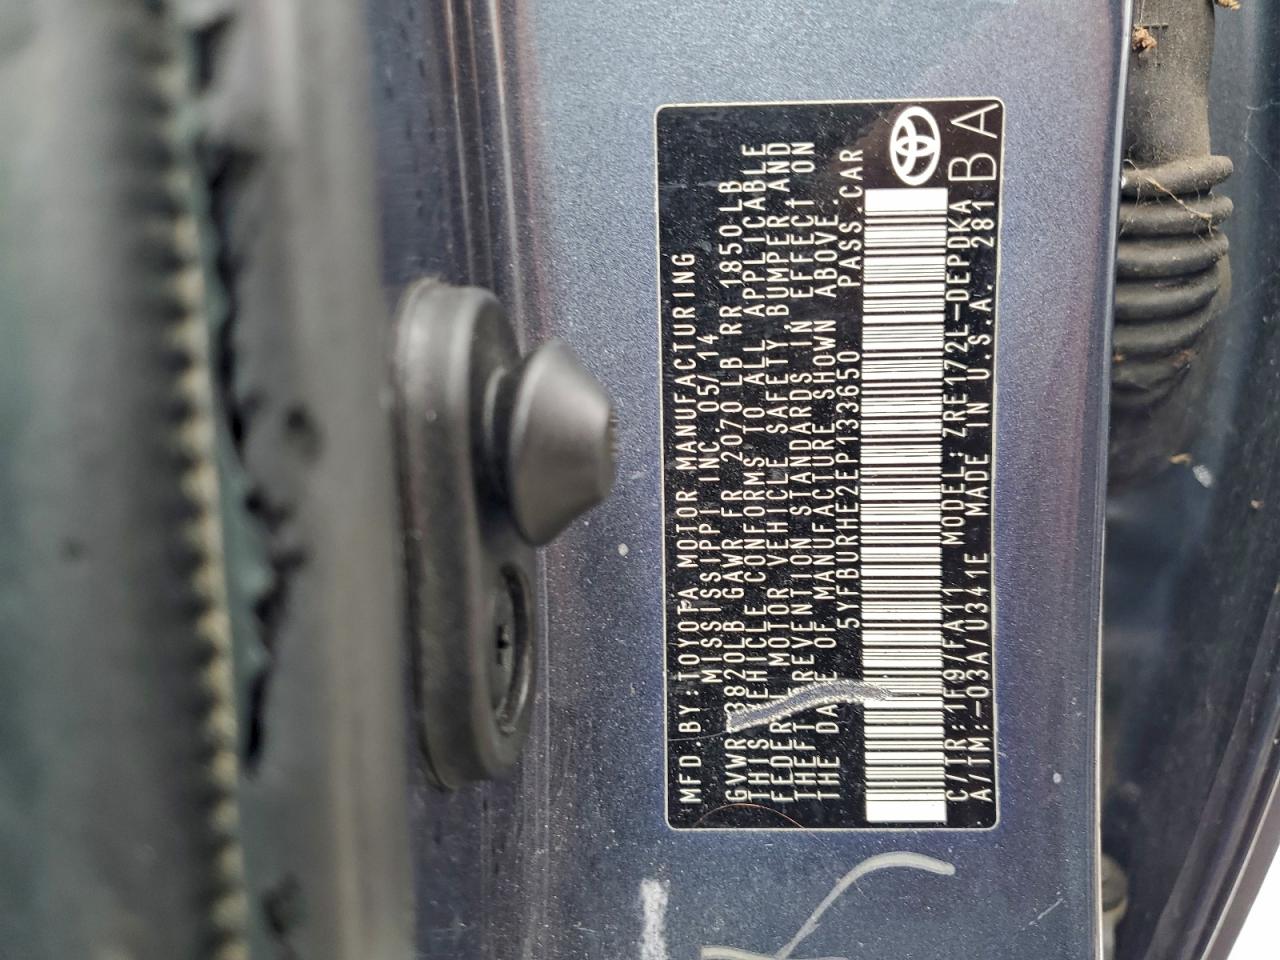 MFD. BY: TOYOTA MOTOR MANUFACTURING
MISSISSIPPI INC. 05/14
GVWR 3820LB GAWR FR 2070 LB RR 1850LB
THIS VEHICLE CONFORMS TO ALL APPLICABLE
FEDERAL MOTOR VEHICLE SAFETY, BUMPER, AND
THEFT PREVENTION STANDARDS IN EFFECT ON
THE DATE OF MANUFACTURE SHOWN ABOVE.
5YFBURHE2EP133650 PASS.CAR
C/TR: 1F9/FA11 MODEL: ZRE172L-DEPDKA
A/TM:-03A/U341E MADE IN U.S.A. 281
BA